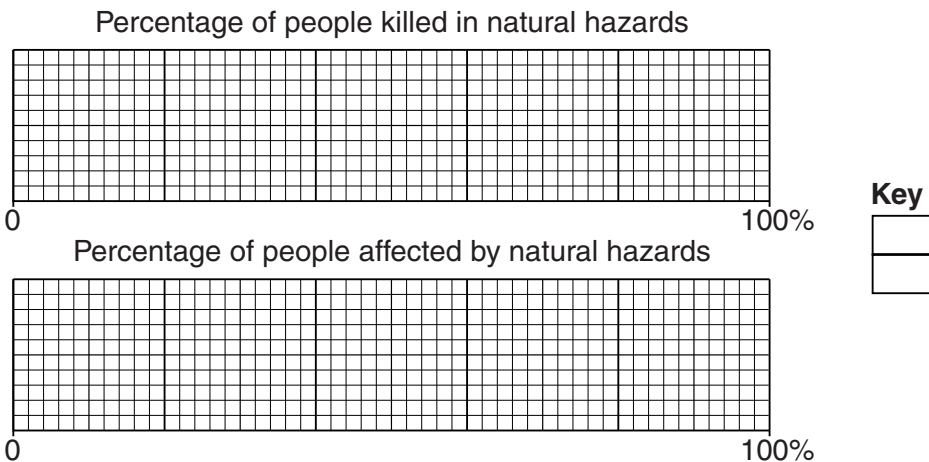 Percentage of people killed in natural hazards
0 100%
Key
Percentage of people affected by natural hazards
0 100%